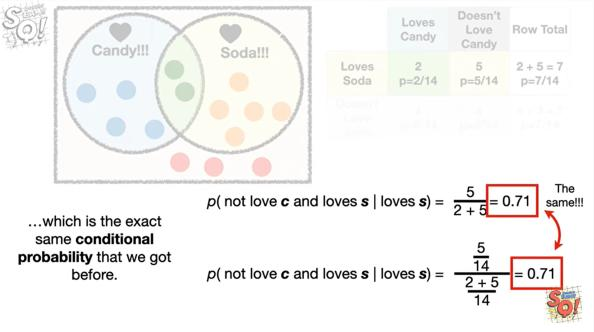 SQ!
Candy!!!
Soda!!!
Loves Candy
Doesn't Love Candy
Row Total
Loves Soda
2
p=2/14
5
p=5/14
2 + 5 = 7
p=7/14
…which is the exact
same conditional
probability that we got
before.
p( not love c and loves s | loves s) = 5 / 2 + 5 = 0.71
The
same!!!
p( not love c and loves s | loves s) = 5/14 / 2 + 5/14 = 0.71
SQ!